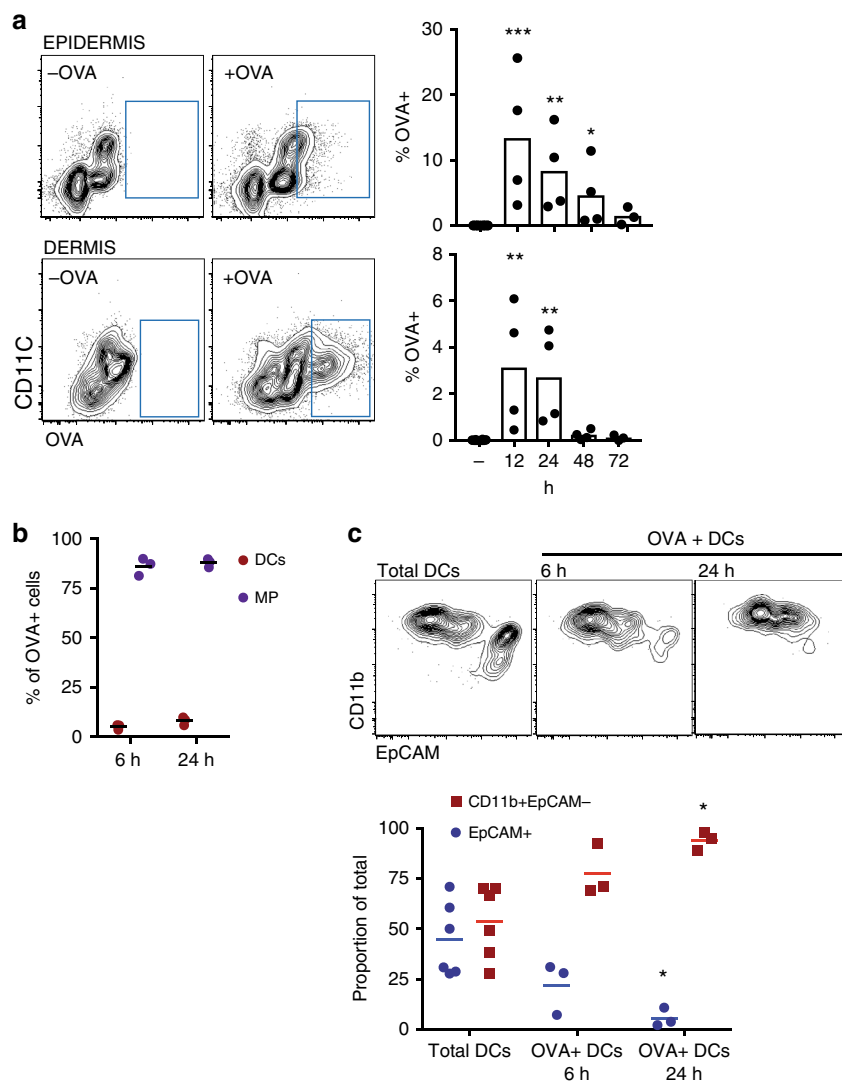 a
EPIDERMIS
–OVA
+OVA
DERMIS
–OVA
+OVA
CD11C
OVA
% OVA+
30
20
10
0
***
**
*
% OVA+
8
6
4
2
0
**
**
– 12 24 48 72
h
b
% of OVA+ cells
100
75
50
25
0
6 h 24 h
DCs
MP
c
OVA + DCs
Total DCs 6 h 24 h
CD11b
EpCAM
CD11b+EpCAM–
EpCAM+
Proportion of total
100
75
50
25
0
*
*
Total DCs OVA+ DCs OVA+ DCs
6 h 24 h